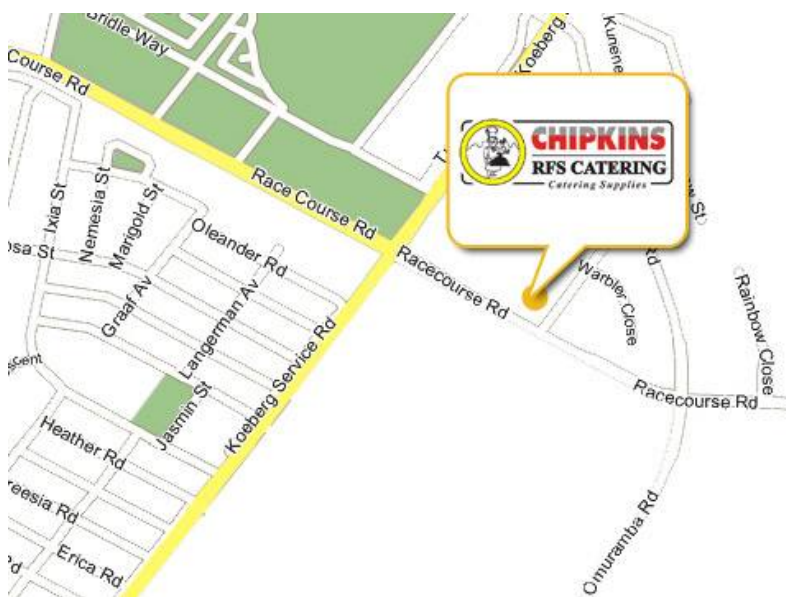 Bridle Way
Koeberg
Kunene
Course Rd
CHIPKINS
RFS CATERING
Catering Supplies
Race Course Rd
Ixia St
Nemesia St
Marigold St
Oleander Rd
Racecourse Rd
St
Rd
Warbler Close
Rainbow Close
osa St
Graaf Av
Langerman Av
Koeberg Service Rd
Racecourse Rd
scent
Jasmin St
Heather Rd
reesia Rd
Omuramba Rd
Erica Rd
Rd